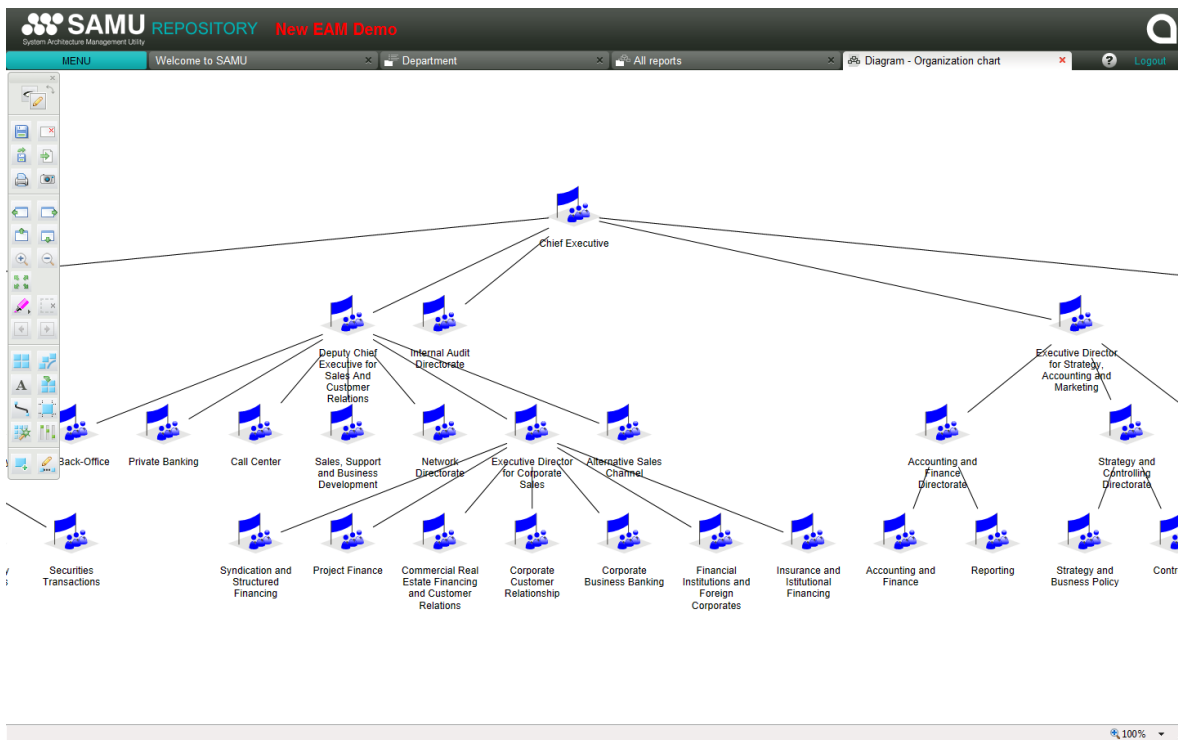 SAMU REPOSITORY New EAM Demo
System Architecture Management Utility
MENU Welcome to SAMU × Department × All reports × Diagram - Organization chart × ? Logout
Chief Executive
Deputy Chief
Executive for
Sales And
Customer
Relations
Internal Audit
Directorate
Executive Director
for Strategy,
Accounting and
Marketing
A
Back-Office
Private Banking
Call Center
Sales, Support
and Business
Development
Network
Directorate
Executive Director
for Corporate
Sales
Alternative Sales
Channel
Accounting and
Finance
Directorate
Strategy and
Controlling
Directorate
Securities
Transactions
Syndication and
Structured
Financing
Project Finance
Commercial Real
Estate Financing
and Customer
Relations
Corporate
Customer
Relationship
Corporate
Business Banking
Financial
Institutions and
Foreign
Corporates
Insurance and
Istitutional
Financing
Accounting and
Finance
Reporting
Strategy and
Busness Policy
Contr
100%